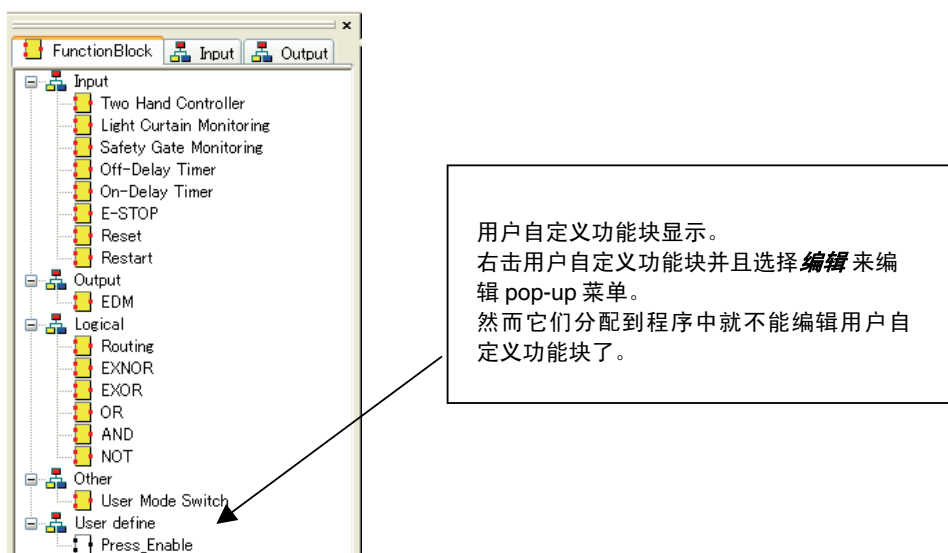 FunctionBlock Input Output
Input
Two Hand Controller
Light Curtain Monitoring
Safety Gate Monitoring
Off-Delay Timer
On-Delay Timer
E-STOP
Reset
Restart
Output
EDM
Logical
Routing
EXNOR
EXOR
OR
AND
NOT
Other
User Mode Switch
User define
Press_Enable
用户自定义功能块显示。
右击用户自定义功能块并且选择编辑 来编
辑 pop-up 菜单。
然而它们分配到程序中就不能编辑用户自
定义功能块了。